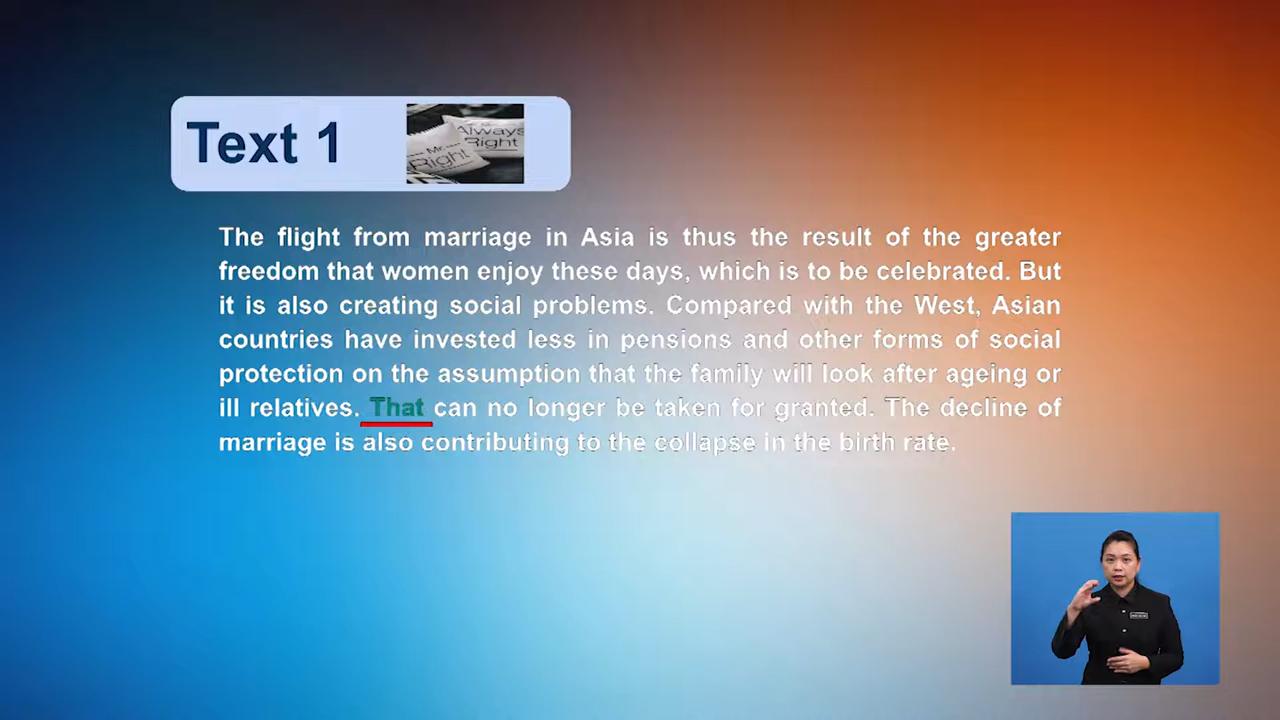 Text 1
Always
Right
Mr.
Right
The flight from marriage in Asia is thus the result of the greater
freedom that women enjoy these days, which is to be celebrated. But
it is also creating social problems. Compared with the West, Asian
countries have invested less in pensions and other forms of social
protection on the assumption that the family will look after ageing or
ill relatives. That can no longer be taken for granted. The decline of
marriage is also contributing to the collapse in the birth rate.